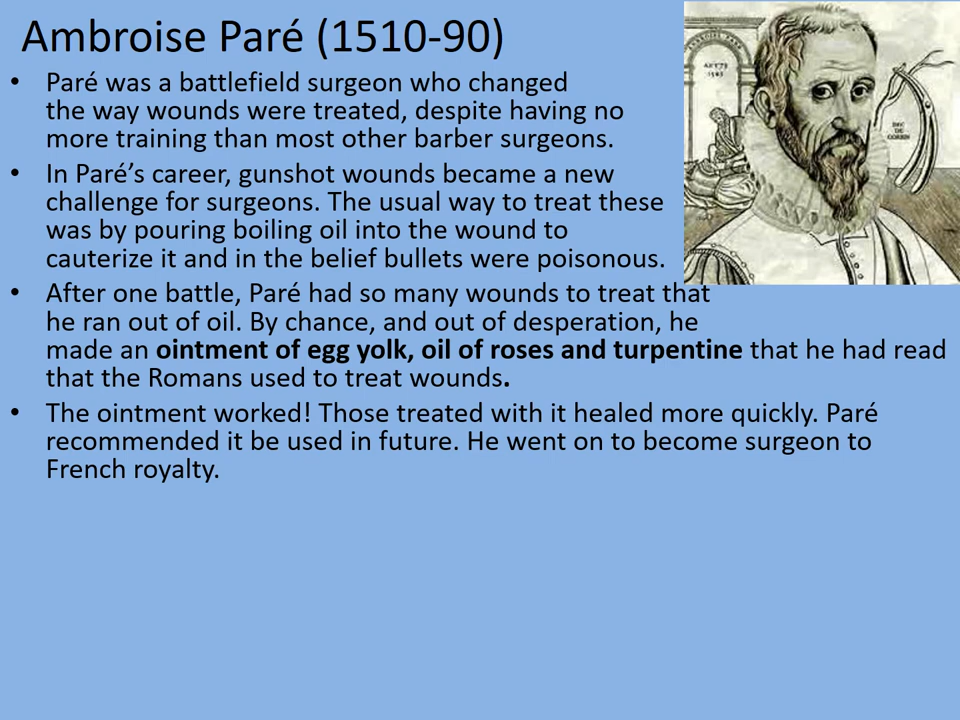 Ambroise Paré (1510-90)
• Paré was a battlefield surgeon who changed
the way wounds were treated, despite having no
more training than most other barber surgeons.
• In Paré’s career, gunshot wounds became a new
challenge for surgeons. The usual way to treat these
was by pouring boiling oil into the wound to
cauterize it and in the belief bullets were poisonous.
• After one battle, Paré had so many wounds to treat that
he ran out of oil. By chance, and out of desperation, he
made an ointment of egg yolk, oil of roses and turpentine that he had read
that the Romans used to treat wounds.
• The ointment worked! Those treated with it healed more quickly. Paré
recommended it be used in future. He went on to become surgeon to
French royalty.